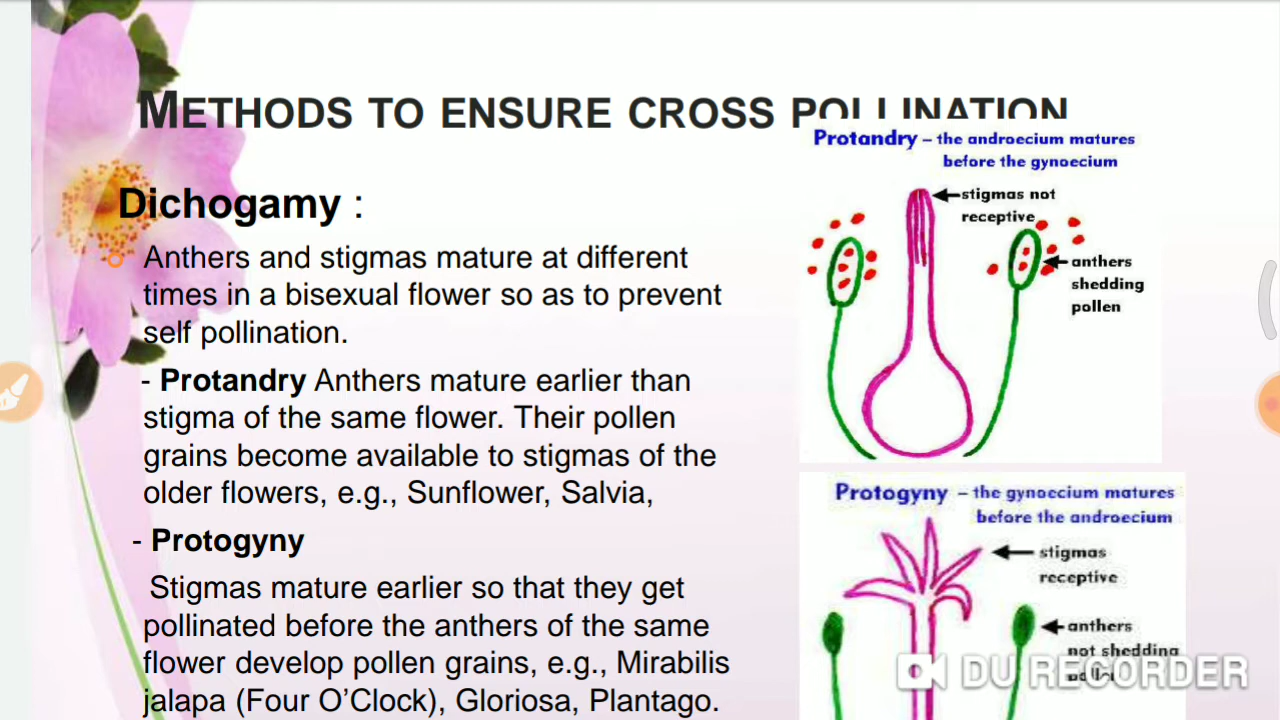 METHODS TO ENSURE CROSS POLLINATION
Dichogamy :
Anthers and stigmas mature at different
times in a bisexual flower so as to prevent
self pollination.
- Protandry Anthers mature earlier than
stigma of the same flower. Their pollen
grains become available to stigmas of the
older flowers, e.g., Sunflower, Salvia,
- Protogyny
Stigmas mature earlier so that they get
pollinated before the anthers of the same
flower develop pollen grains, e.g., Mirabilis
jalapa (Four O’Clock), Gloriosa, Plantago.
Protandry – the androecium matures
before the gynoecium
stigmas not
receptive
anthers
shedding
pollen
Protogyny – the gynoecium matures
before the androecium
stigmas
receptive
anthers
not shedding
pollen
DU RECORDER